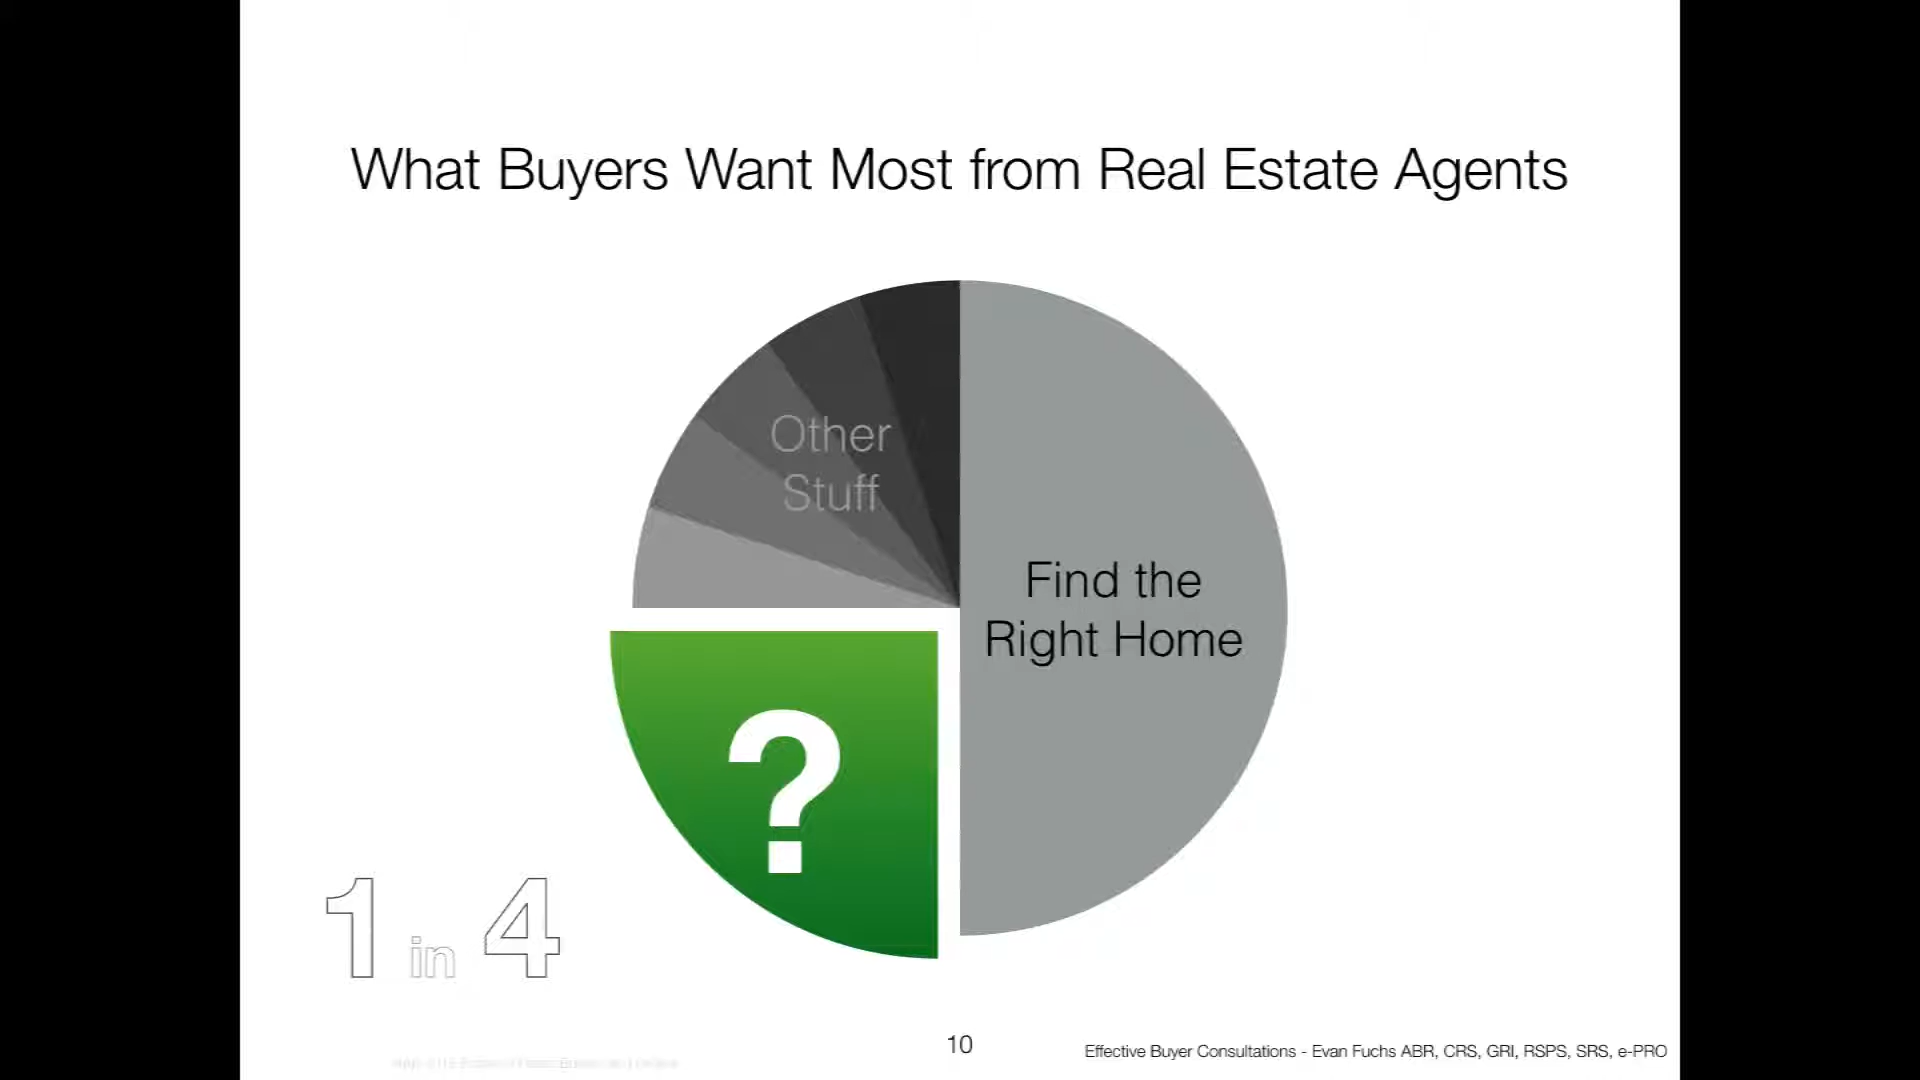 What Buyers Want Most from Real Estate Agents
Other
Stuff
Find the
Right Home
?
1 in 4
10
Effective Buyer Consultations - Evan Fuchs ABR, CRS, GRI, RSPS, SRS, e-PRO